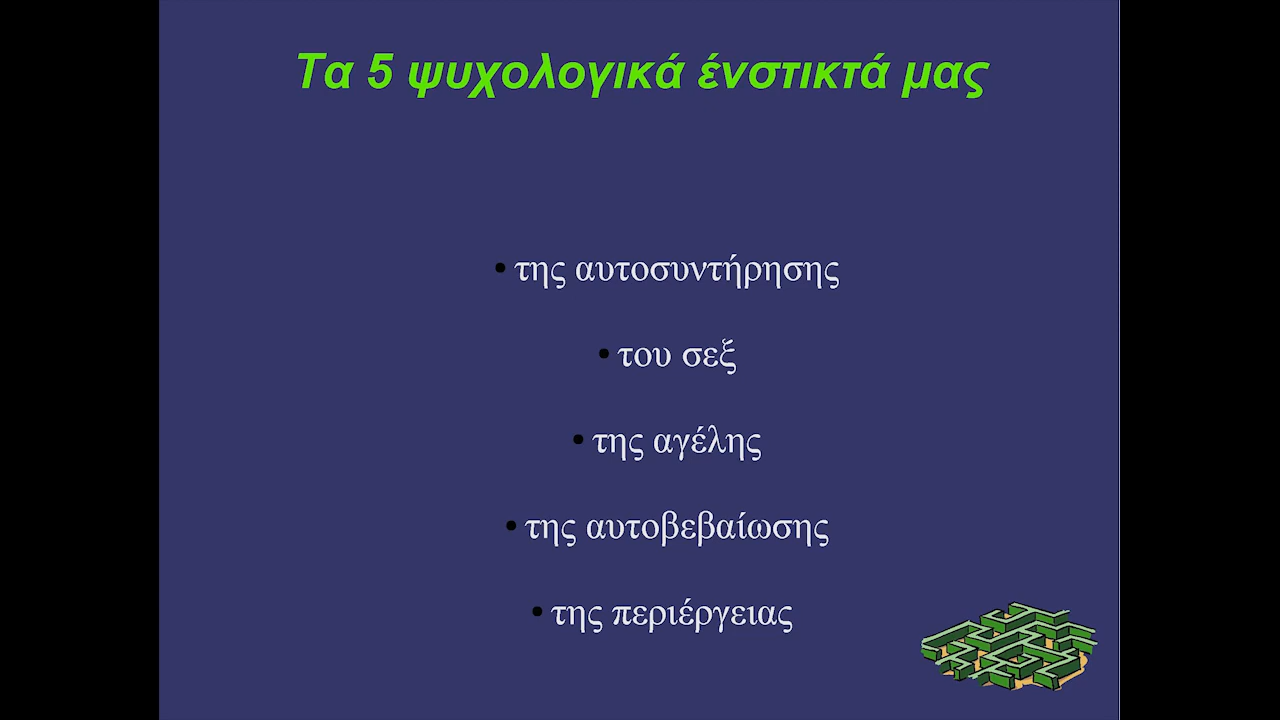 Τα 5 ψυχολογικά ένστικτά μας
• της αυτοσυντήρησης
• του σεξ
• της αγέλης
• της αυτοβεβαίωσης
• της περιέργειας